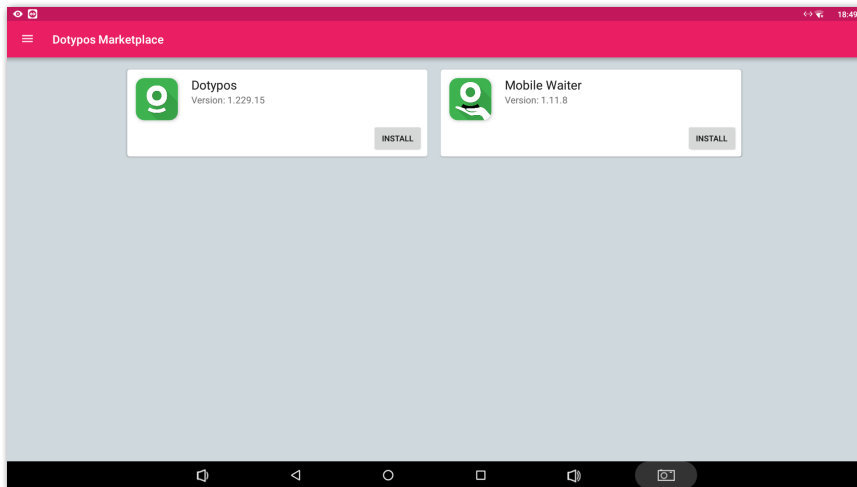 18:49
Dotypos Marketplace
Dotypos
Version: 1.229.15
INSTALL
Mobile Waiter
Version: 1.11.8
INSTALL